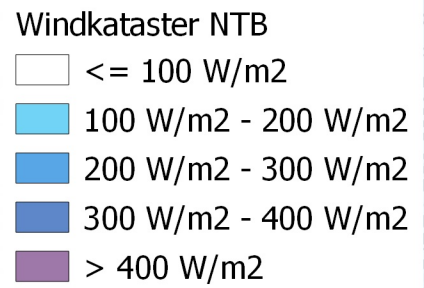 Windkataster NTB
<= 100 W/m2
100 W/m2 - 200 W/m2
200 W/m2 - 300 W/m2
300 W/m2 - 400 W/m2
> 400 W/m2